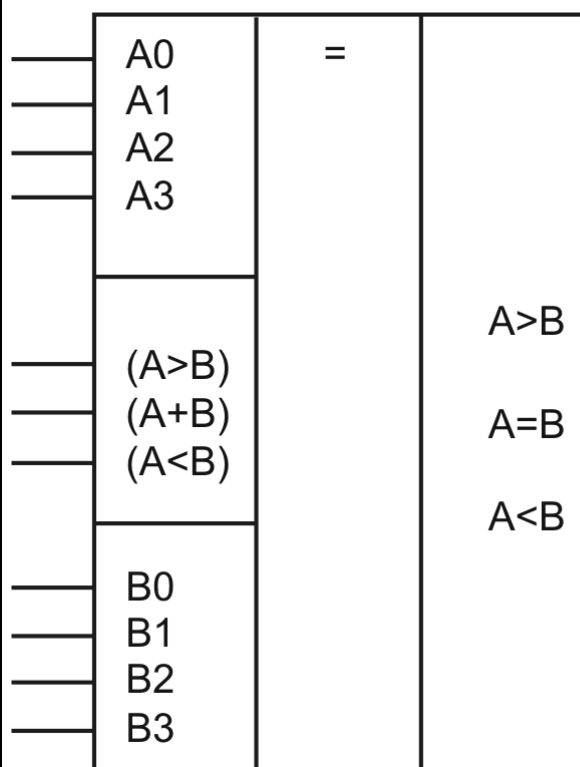 A0
A1
A2
A3
=
(A>B)
(A+B)
(A<B)
A>B
A=B
A<B
B0
B1
B2
B3